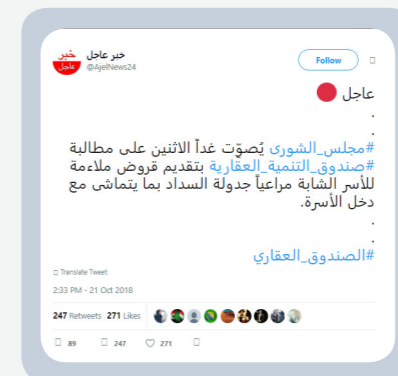 خبر عاجل
@AjelNews24
خبر
عاجل
Follow
عاجل
.
.
#مجلس_الشورى يُصوّت غداً الاثنين على مطالبة
#صندوق_التنمية_العقارية بتقديم قروض ملاءمة
للأسر الشابة مراعياً جدولة السداد بما يتماشى مع
دخل الأسرة.
.
.
#الصندوق_العقاري
Translate Tweet
2:33 PM - 21 Oct 2018
247 Retweets 271 Likes
89 247 271